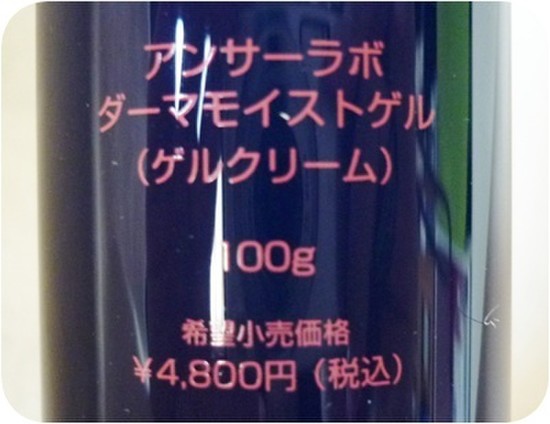 アンサーラボ
ダーマモイストゲル
（ゲルクリーム）
100g
希望小売価格
¥4,800円（税込）